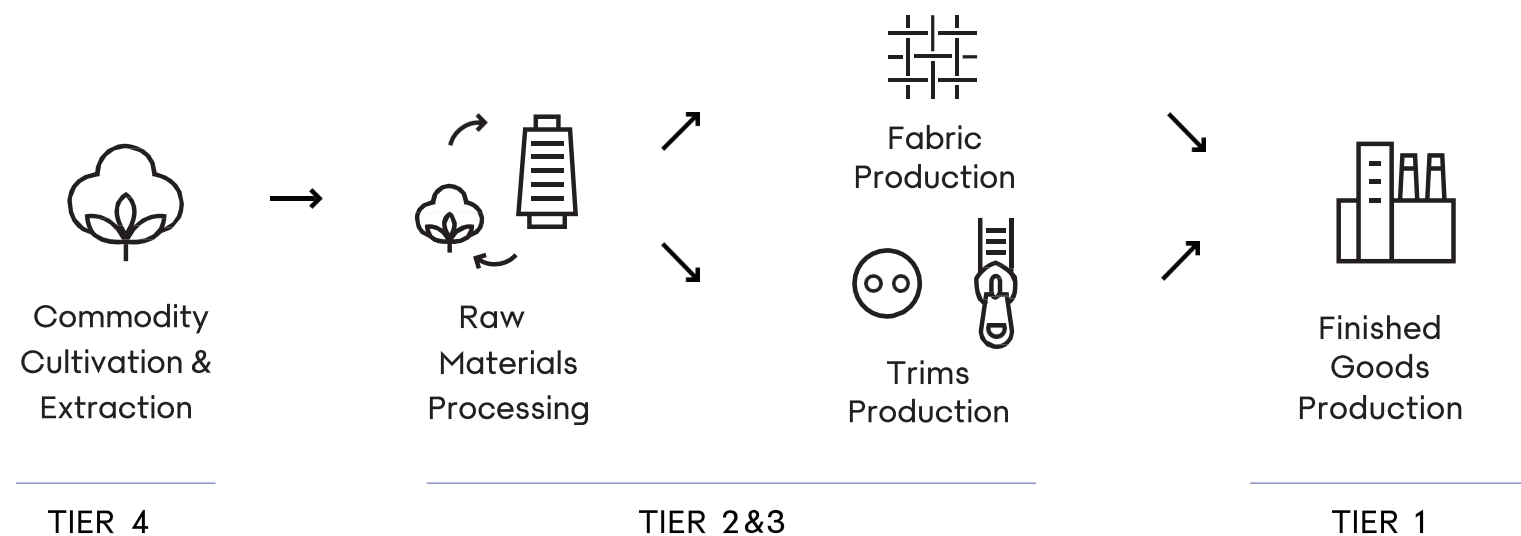 Commodity
Cultivation &
Extraction
Raw
Materials
Processing
Fabric
Production
Trims
Production
Finished
Goods
Production
TIER 4
TIER 2&3
TIER 1